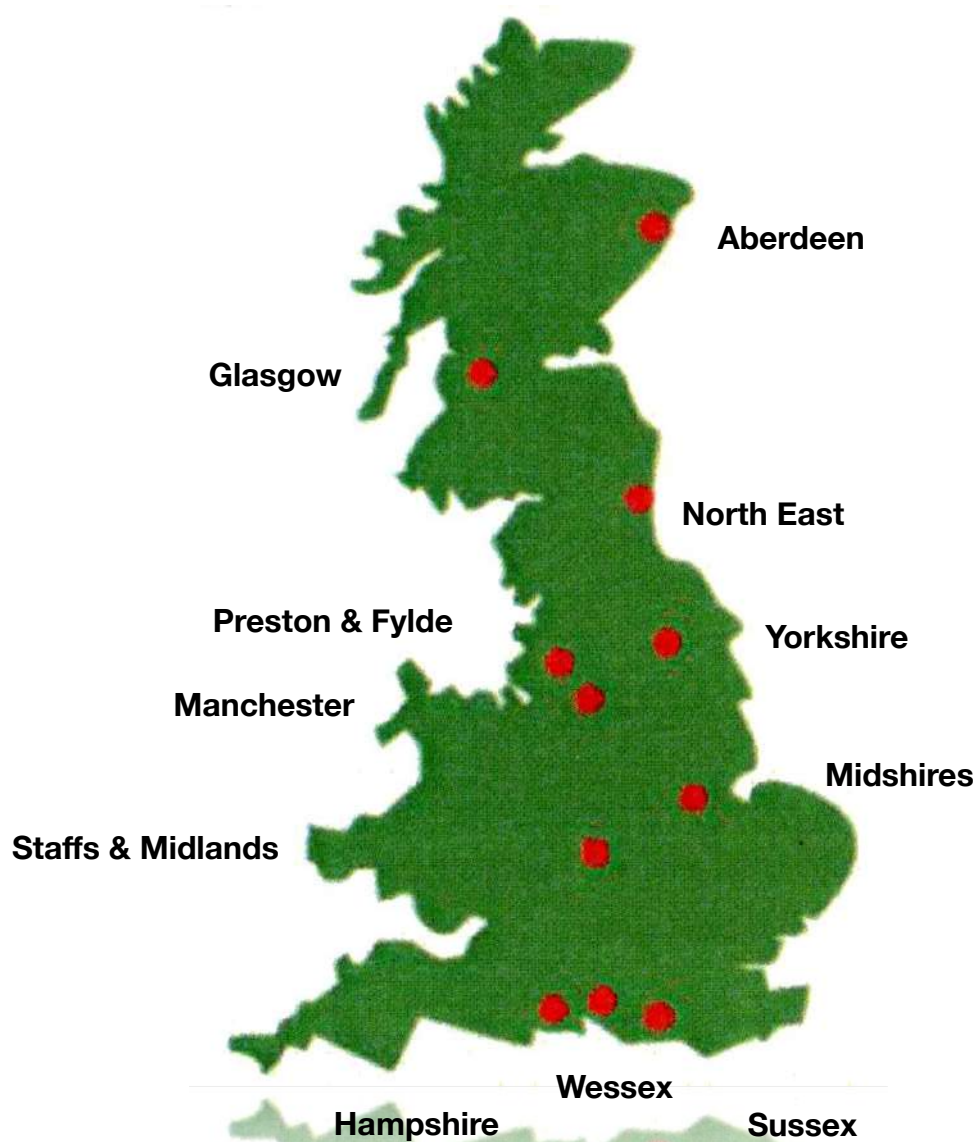 Aberdeen
Glasgow
North East
Preston & Fylde
Yorkshire
Manchester
Midshires
Staffs & Midlands
Wessex
Hampshire
Sussex